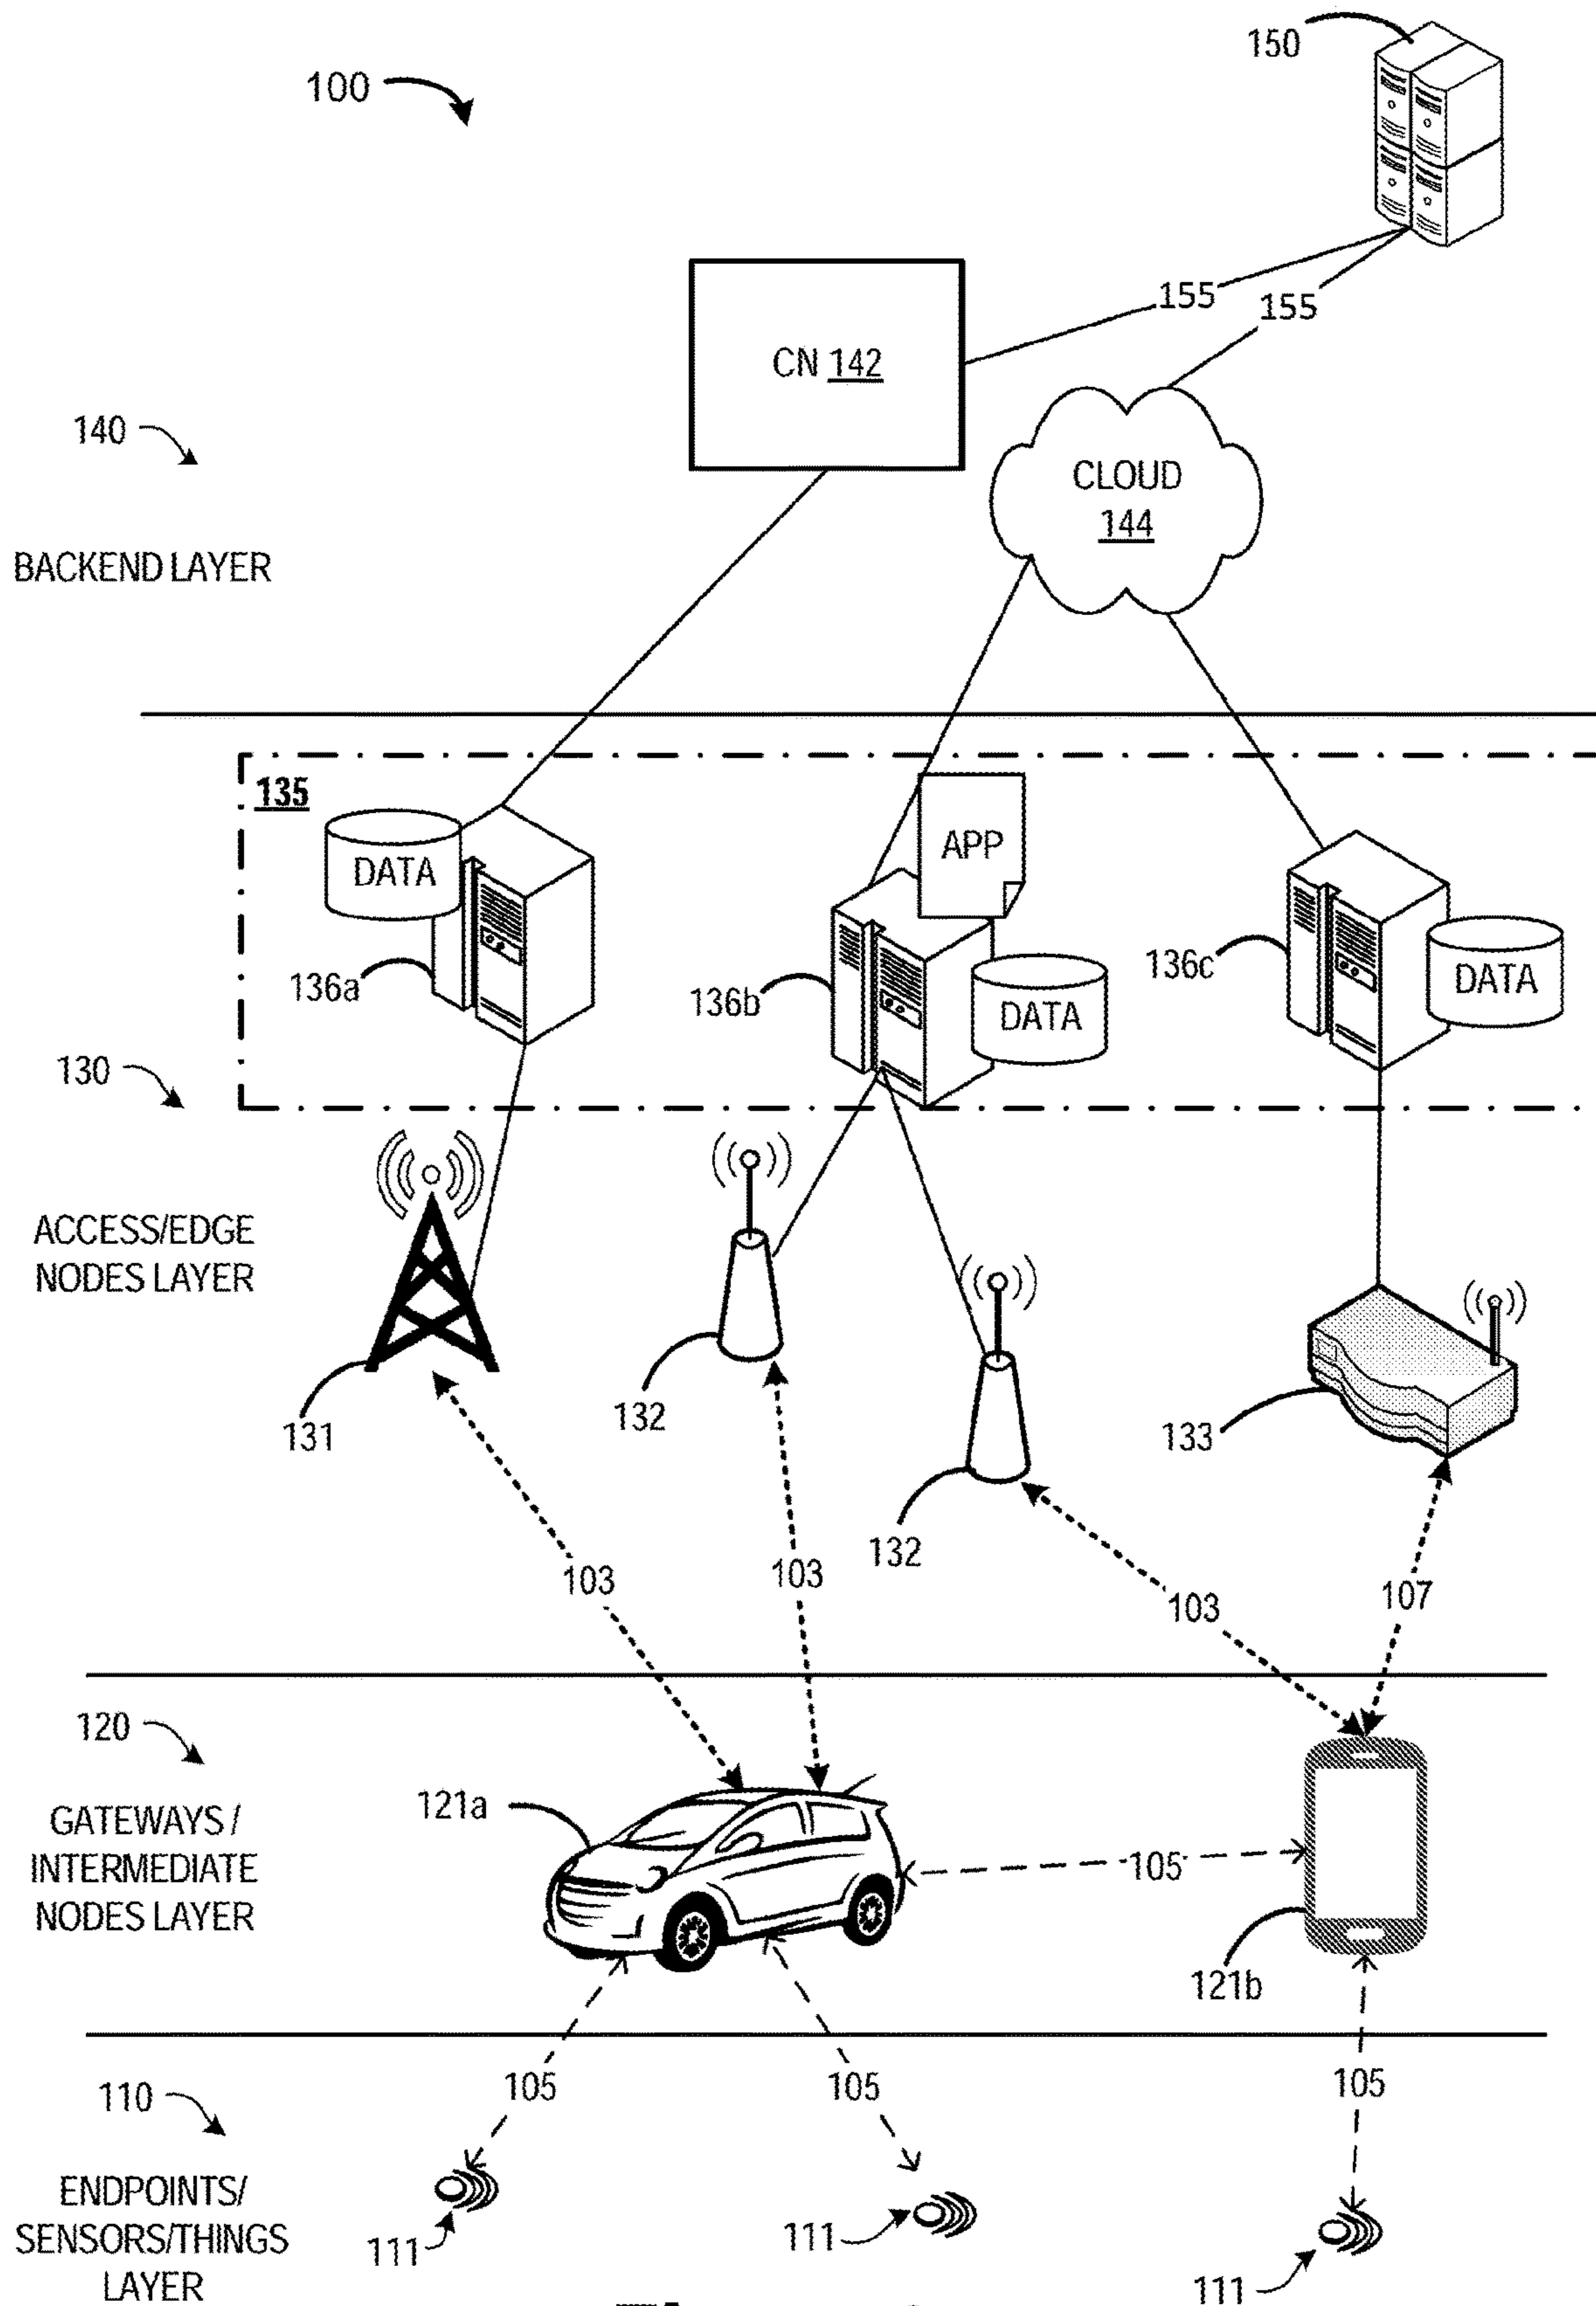 150
100
155
155
CN 142
140
CLOUD
144
BACKEND LAYER
135
APP
DATA
136a
136b
DATA
136c
DATA
130
ACCESS/EDGE
NODES LAYER
131
132
132
133
103
103
103
107
120
121a
GATEWAYS /
INTERMEDIATE
NODES LAYER
105
121b
105
105
105
110
ENDPOINTS/
SENSORS/THINGS
LAYER
111
111
111